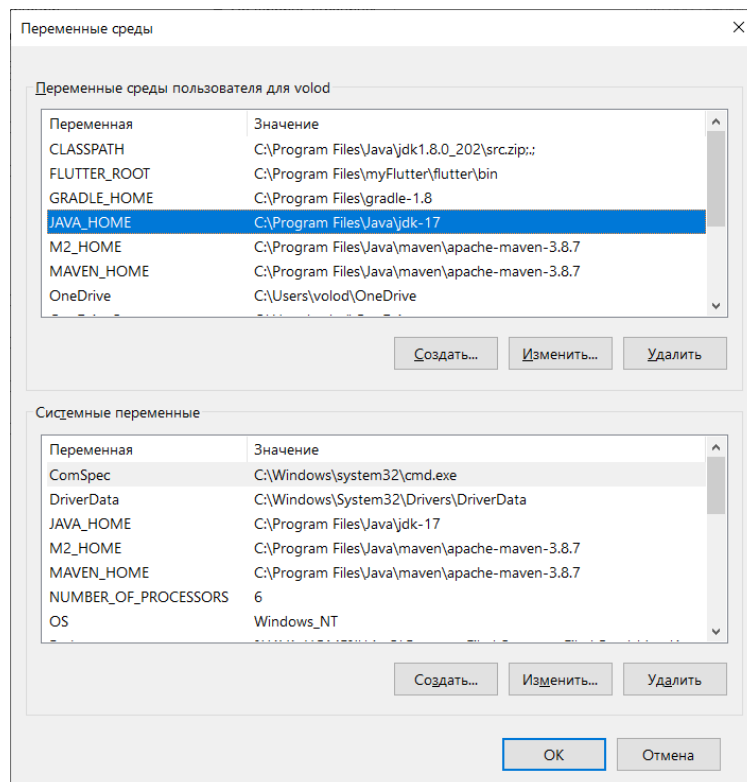 Переменные среды
Переменные среды пользователя для volod
Переменная Значение
CLASSPATH C:\Program Files\Java\jdk1.8.0_202\src.zip;.;
FLUTTER_ROOT C:\Program Files\myFlutter\flutter\bin
GRADLE_HOME C:\Program Files\gradle-1.8
JAVA_HOME C:\Program Files\Java\jdk-17
M2_HOME C:\Program Files\Java\maven\apache-maven-3.8.7
MAVEN_HOME C:\Program Files\Java\maven\apache-maven-3.8.7
OneDrive C:\Users\volod\OneDrive
Создать... Изменить... Удалить
Системные переменные
Переменная Значение
ComSpec C:\Windows\system32\cmd.exe
DriverData C:\Windows\System32\Drivers\DriverData
JAVA_HOME C:\Program Files\Java\jdk-17
M2_HOME C:\Program Files\Java\maven\apache-maven-3.8.7
MAVEN_HOME C:\Program Files\Java\maven\apache-maven-3.8.7
NUMBER_OF_PROCESSORS 6
OS Windows_NT
Создать... Изменить... Удалить
ОК Отмена